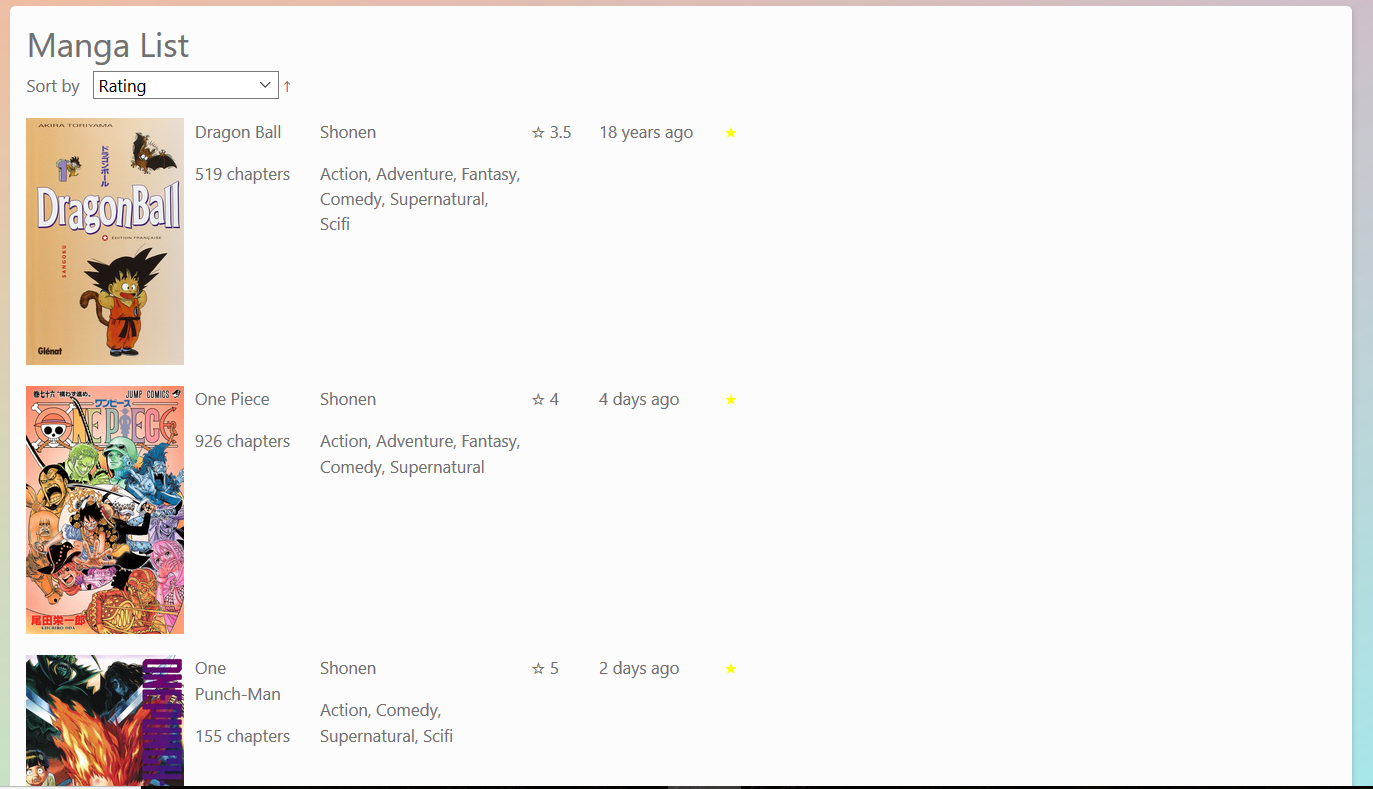 Manga List
Sort by Rating ↑
AKIRA TORIYAMA
ドラゴンボール
1
DragonBall
ÉDITION FRANÇAISE
SANGOKU
Glénat
Dragon Ball
519 chapters
Shonen
Action, Adventure, Fantasy,
Comedy, Supernatural,
Scifi
☆ 3.5
18 years ago
★
巻七十六 "構わず進め"
JUMP COMICS
ワンピース
ONE PIECE
尾田栄一郎
EIICHIRO ODA
One Piece
926 chapters
Shonen
Action, Adventure, Fantasy,
Comedy, Supernatural
☆ 4
4 days ago
★
One
Punch-Man
155 chapters
Shonen
Action, Comedy,
Supernatural, Scifi
☆ 5
2 days ago
★